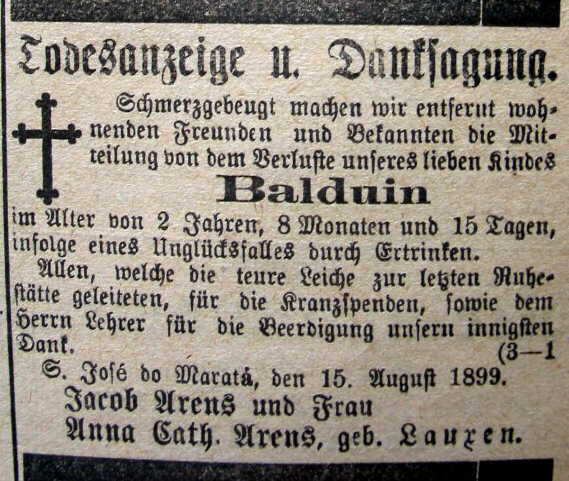 Todesanzeige u. Danksagung.
Schmerzgebeugt machen wir entfernt woh-
nenden Freunden und Bekannten die Mit-
teilung von dem Verluste unseres lieben Kindes
Balduin
im Alter von 2 Jahren, 8 Monaten und 15 Tagen,
infolge eines Unglücksfalles durch Ertrinken.
Allen, welche die teure Leiche zur letzten Ruhe-
stätte geleiteten, für die Kranzspenden, sowie dem
Herrn Lehrer für die Beerdigung unsern innigsten
Dank. (3—1
S. José do Maratá, den 15. August 1899.
Jacob Arens und Frau
Anna Cath. Arens, geb. Lauxen.